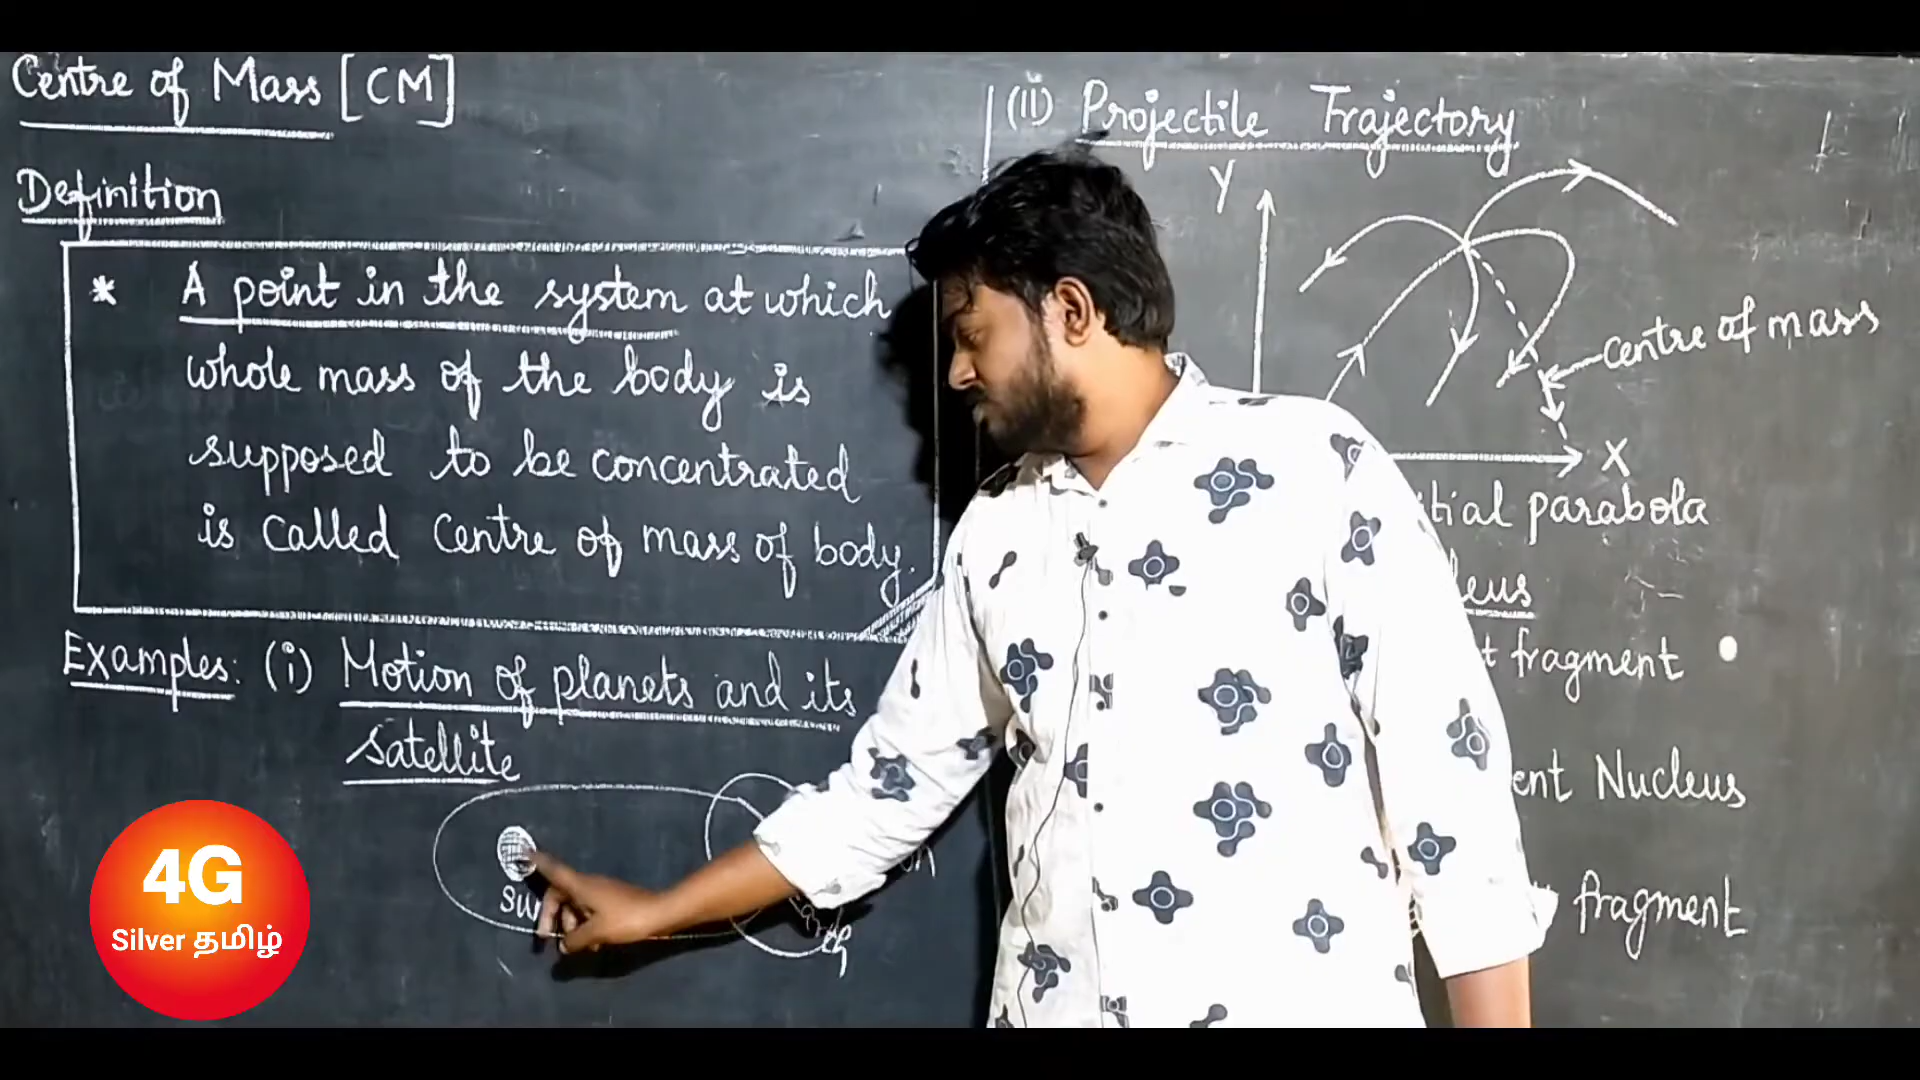 Centre of Mass [CM]
Definition
* A point in the system at which
whole mass of the body is
supposed to be concentrated
is called centre of mass of body.
Examples: (i) Motion of planets and its
satellite
Earth
(ii) Projectile Trajectory
Y
centre of mass
X
parabola
fragment
Nucleus
fragment
4G
Silver தமிழ்